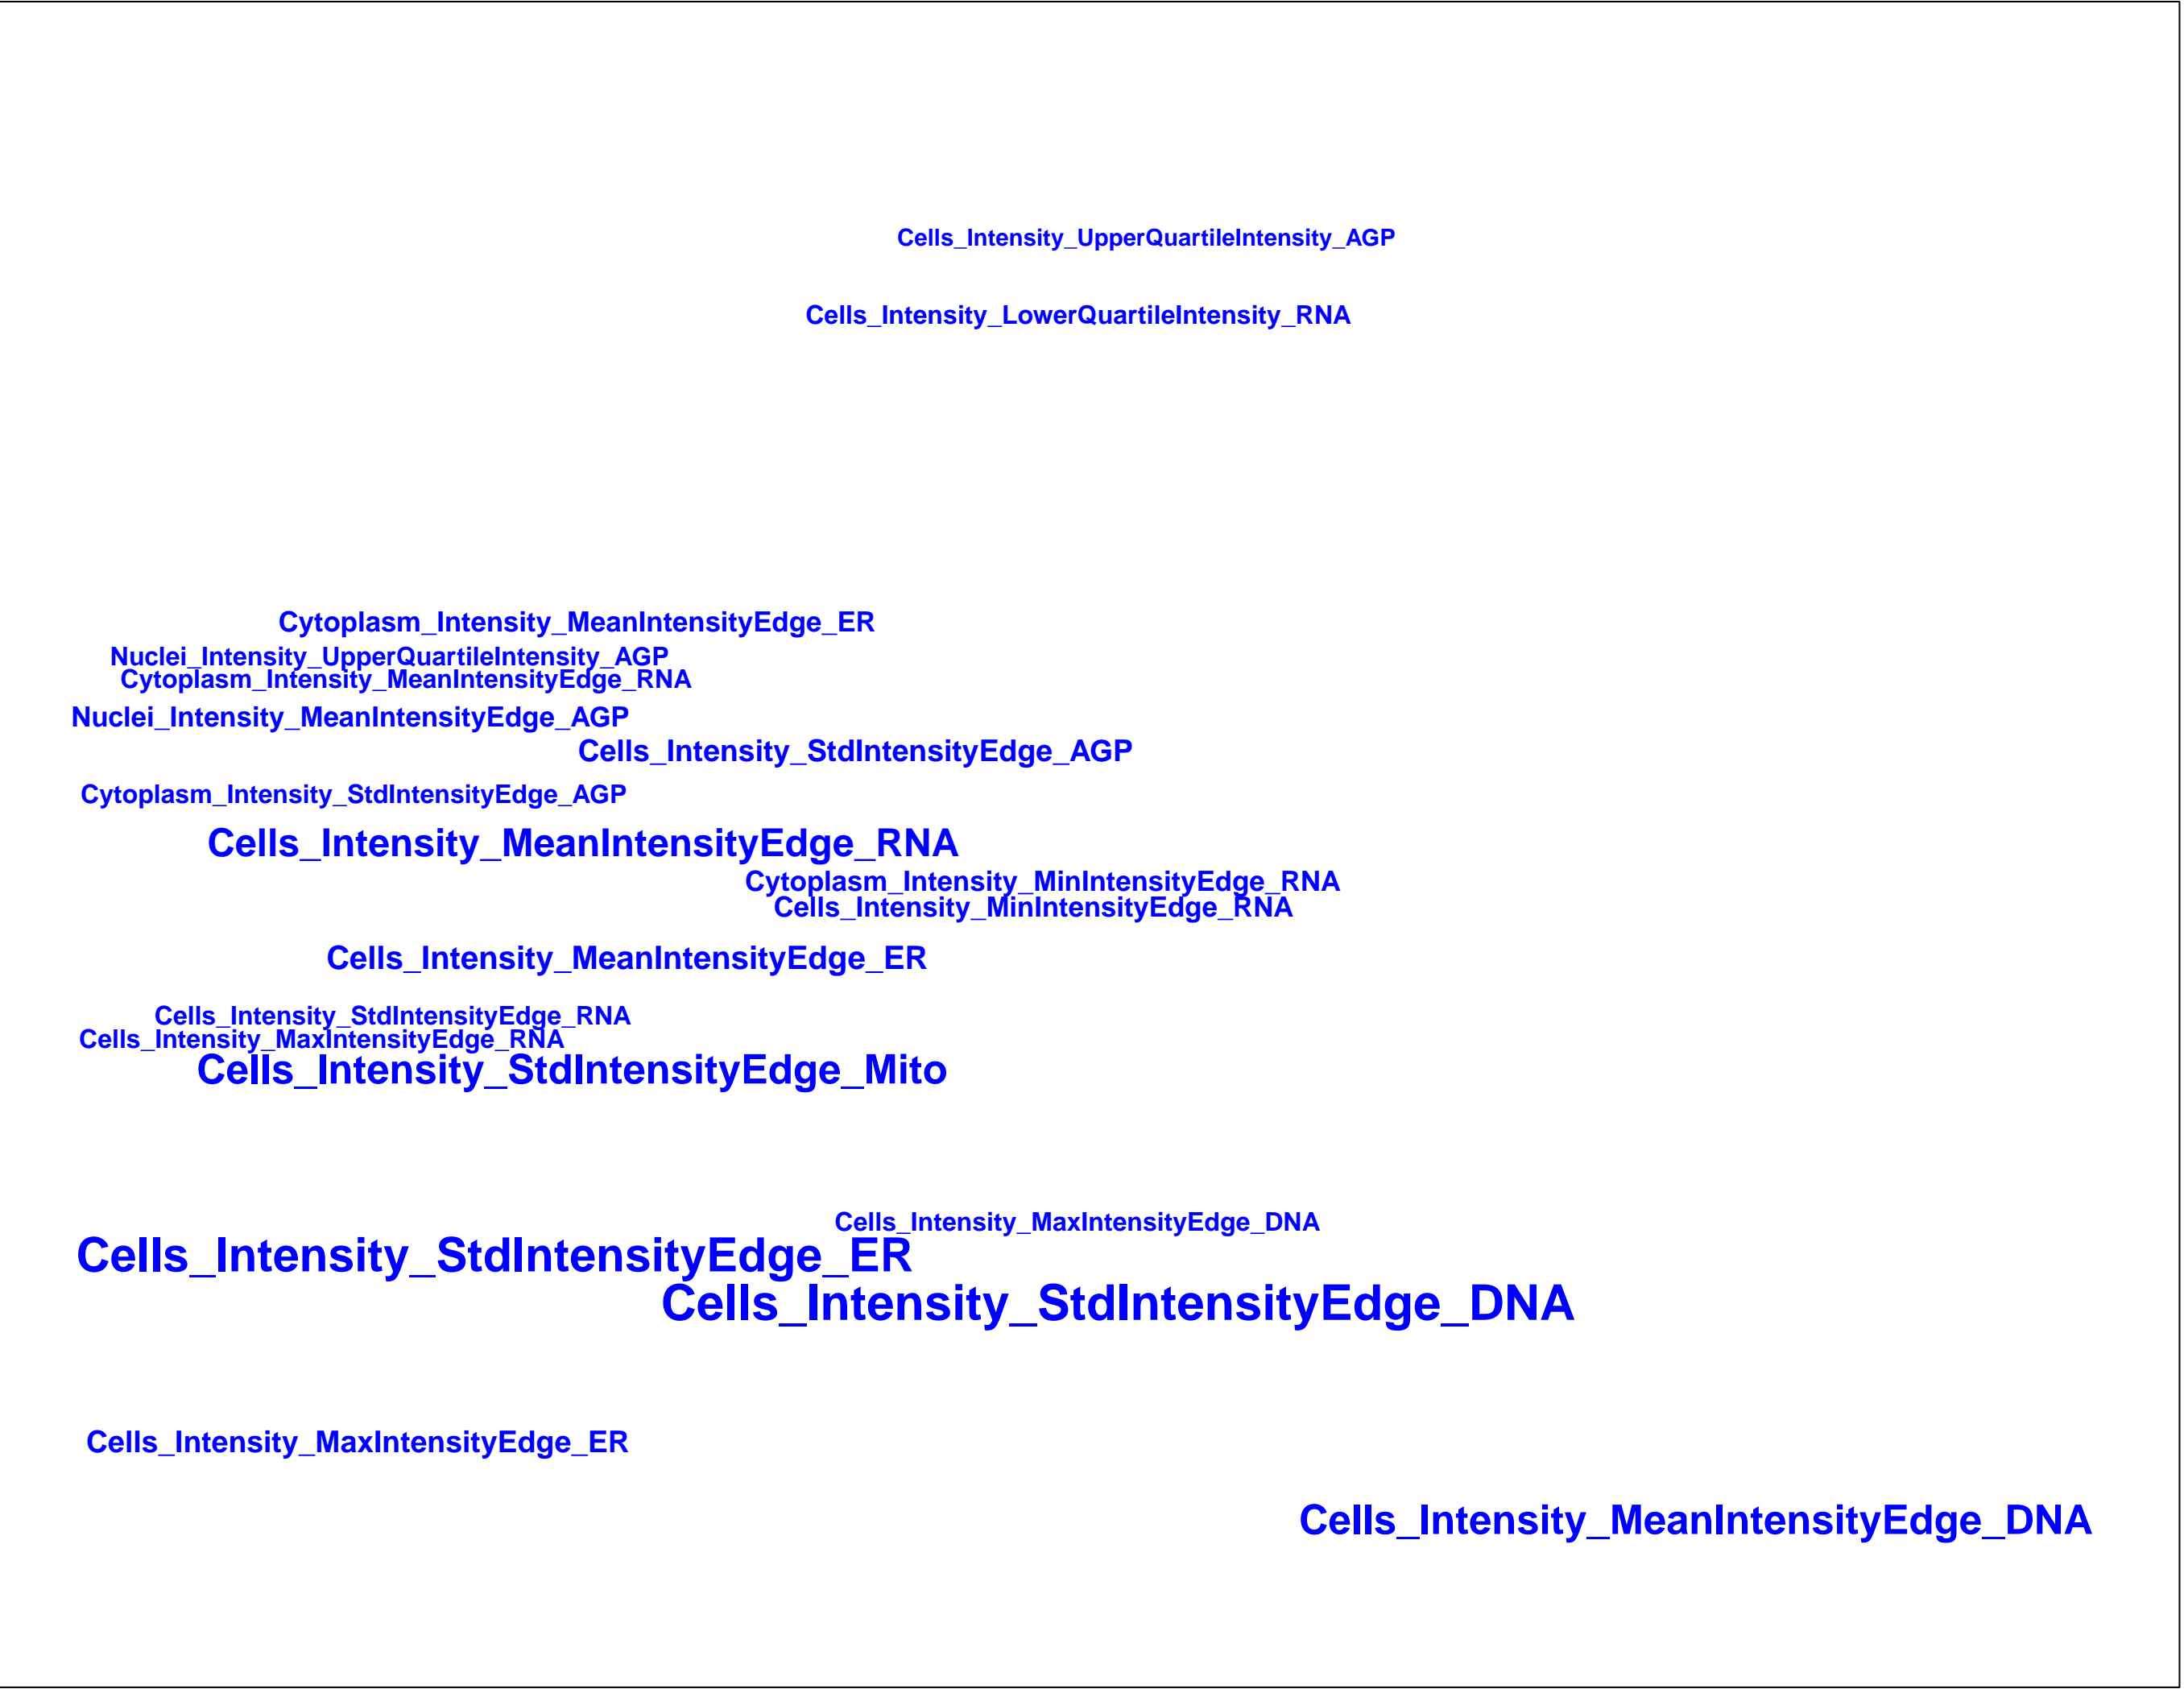 Cells_Intensity_UpperQuartileIntensity_AGP
Cells_Intensity_LowerQuartileIntensity_RNA
Cytoplasm_Intensity_MeanIntensityEdge_ER
Nuclei_Intensity_UpperQuartileIntensity_AGP
Cytoplasm_Intensity_MeanIntensityEdge_RNA
Nuclei_Intensity_MeanIntensityEdge_AGP
Cells_Intensity_StdIntensityEdge_AGP
Cytoplasm_Intensity_StdIntensityEdge_AGP
Cells_Intensity_MeanIntensityEdge_RNA
Cytoplasm_Intensity_MinIntensityEdge_RNA
Cells_Intensity_MinIntensityEdge_RNA
Cells_Intensity_MeanIntensityEdge_ER
Cells_Intensity_StdIntensityEdge_RNA
Cells_Intensity_MaxIntensityEdge_RNA
Cells_Intensity_StdIntensityEdge_Mito
Cells_Intensity_MaxIntensityEdge_DNA
Cells_Intensity_StdIntensityEdge_ER
Cells_Intensity_StdIntensityEdge_DNA
Cells_Intensity_MaxIntensityEdge_ER
Cells_Intensity_MeanIntensityEdge_DNA